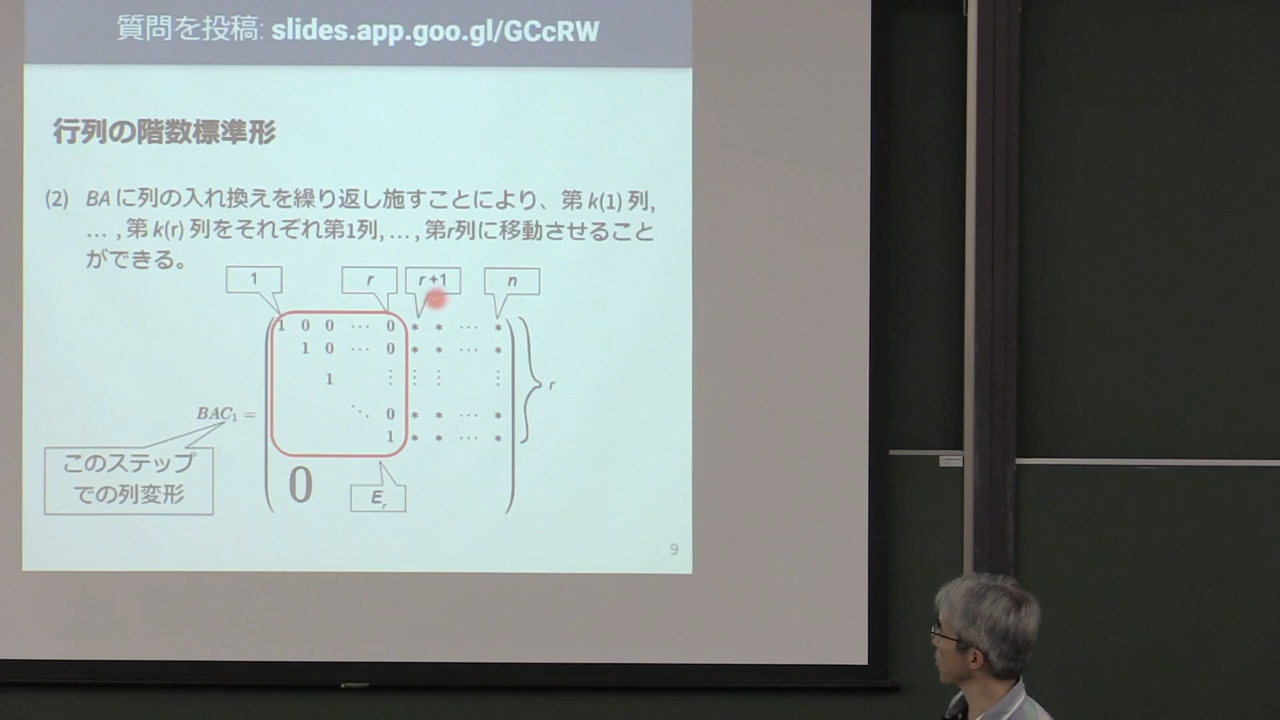 質問を投稿: slides.app.goo.gl/GCcRW
行列の階数標準形
(2) BA に列の入れ換えを繰り返し施すことにより、第 k(1) 列,
… , 第 k(r) 列をそれぞれ第1列, … , 第r列に移動させること
ができる。
1 r r+1 n
1 0 0 ⋯ 0 * * ⋯ *
1 0 ⋯ 0 * * ⋯ *
1 ⋮ ⋮ ⋮ ⋮
r
BAC₁ = ⋱ 0 * * ⋯ *
1 * * ⋯ *
このステップ
での列変形
0 Eᵣ
9